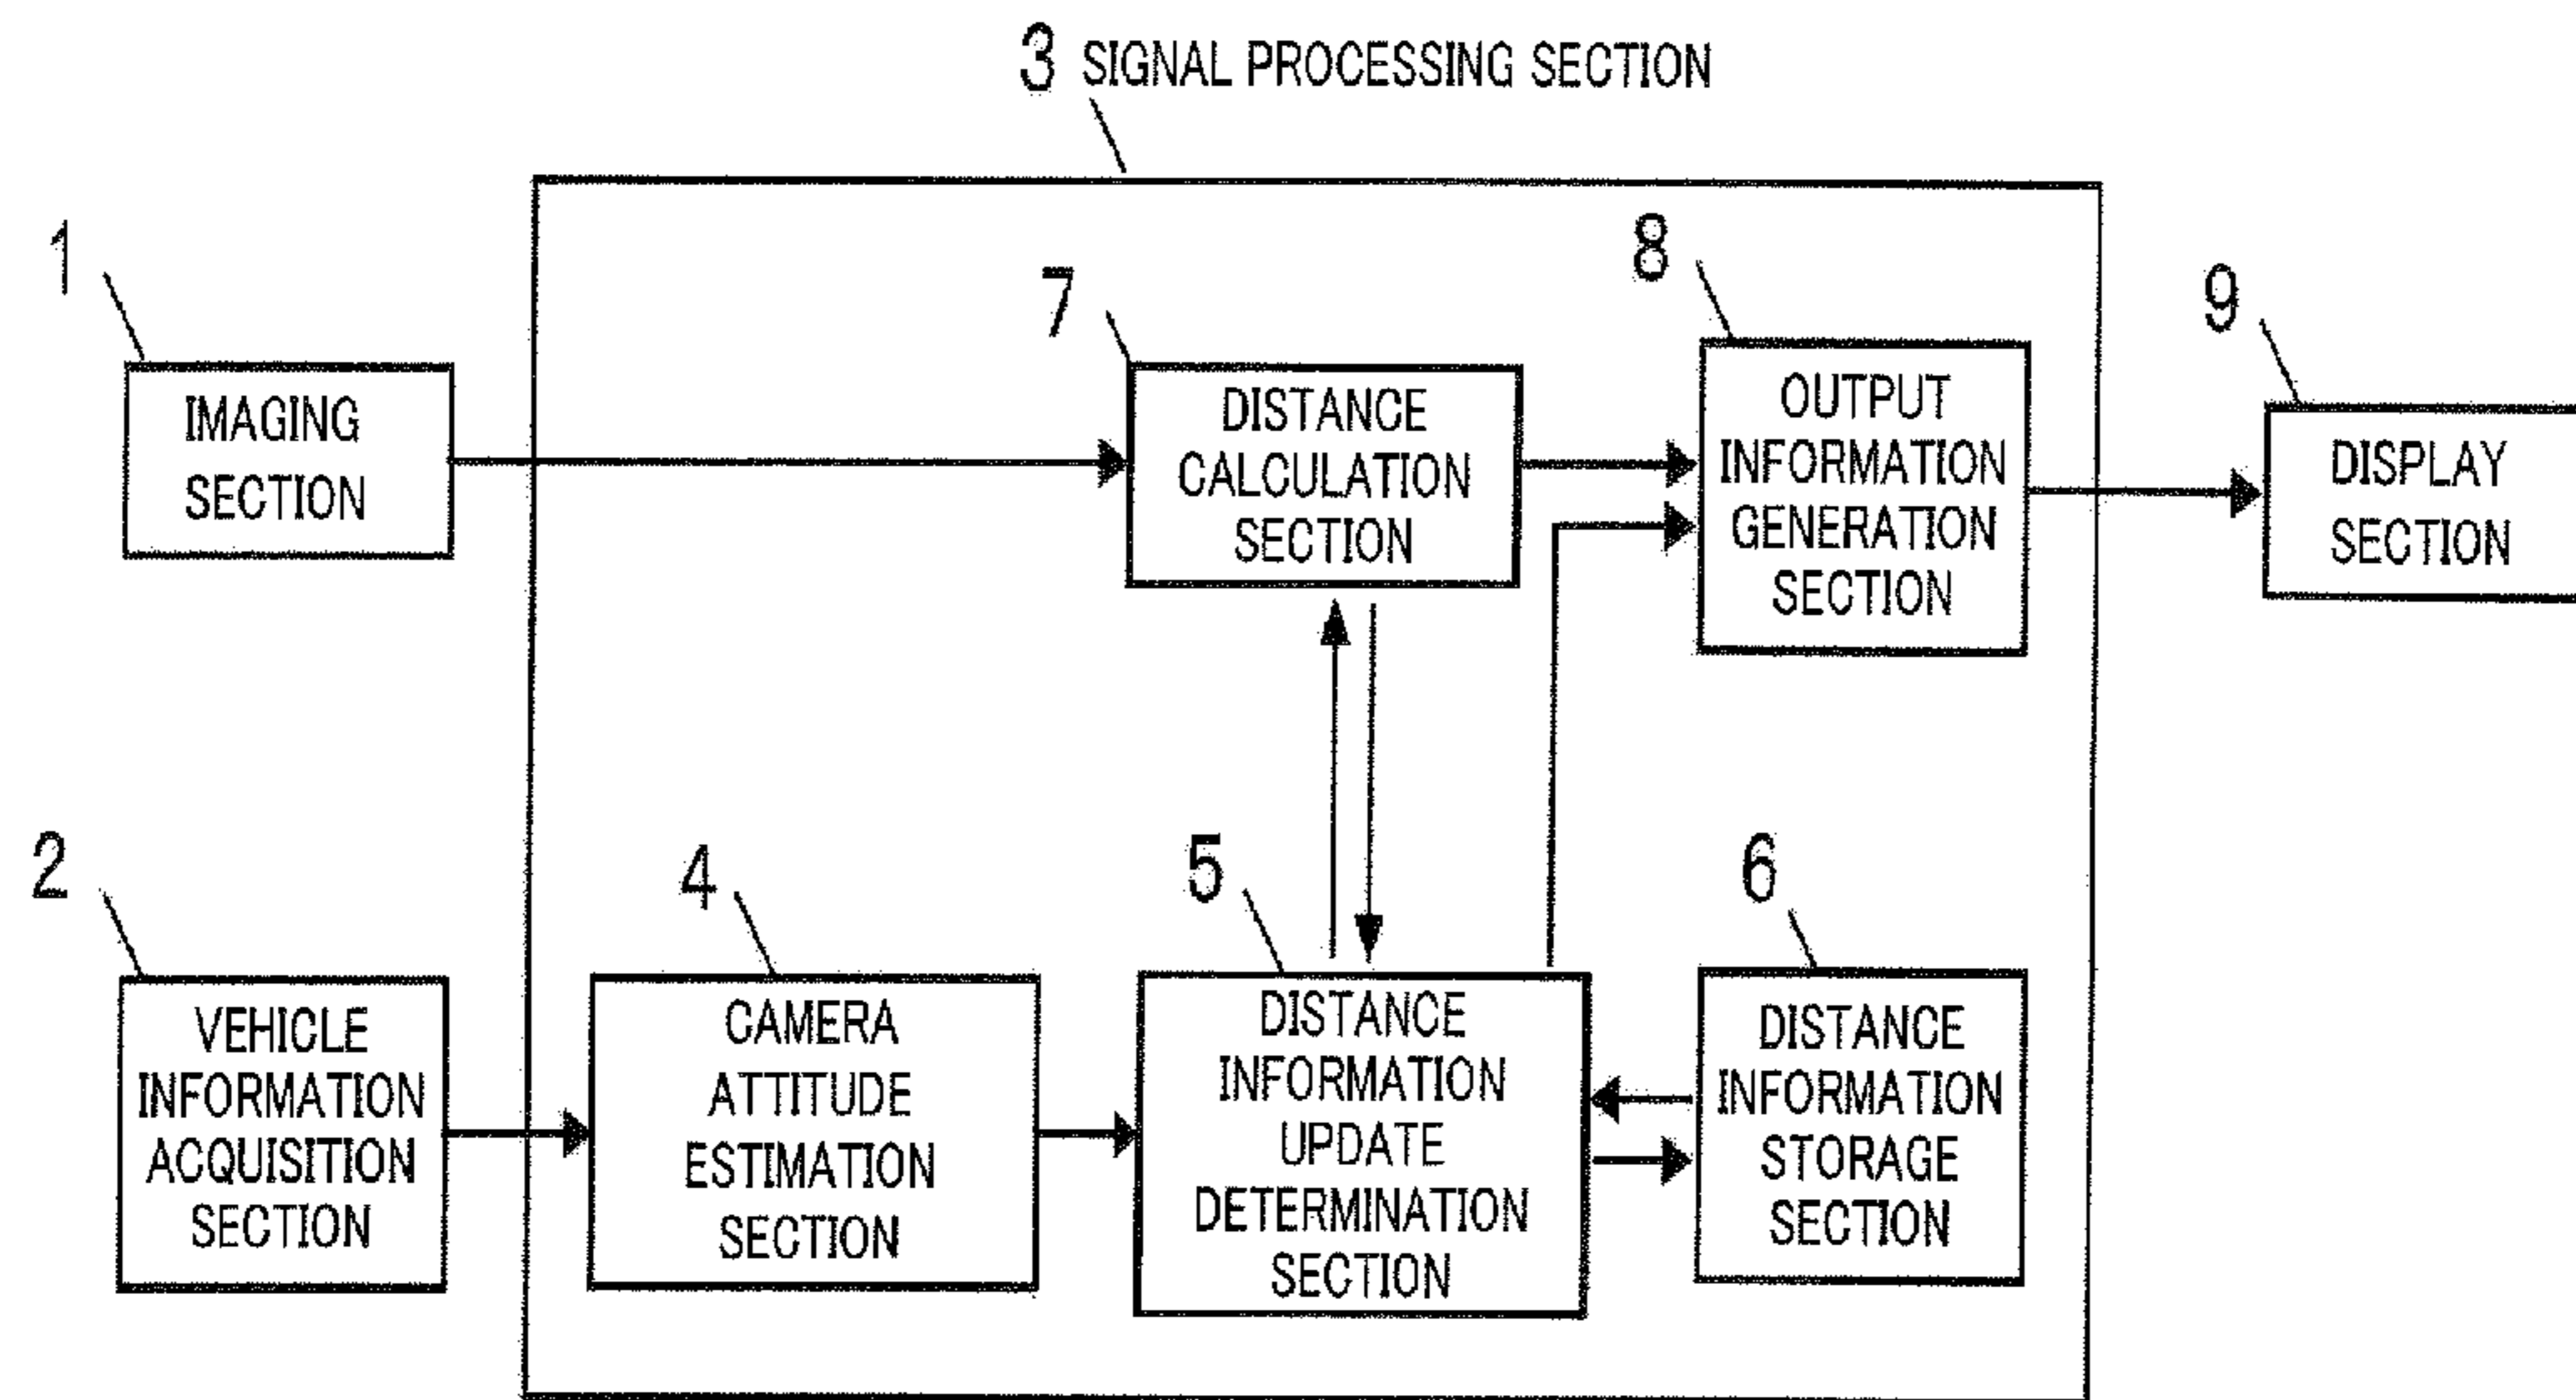 3 SIGNAL PROCESSING SECTION
1
IMAGING
SECTION
7
DISTANCE
CALCULATION
SECTION
8
OUTPUT
INFORMATION
GENERATION
SECTION
9
DISPLAY
SECTION
2
VEHICLE
INFORMATION
ACQUISITION
SECTION
4
CAMERA
ATTITUDE
ESTIMATION
SECTION
5
DISTANCE
INFORMATION
UPDATE
DETERMINATION
SECTION
6
DISTANCE
INFORMATION
STORAGE
SECTION